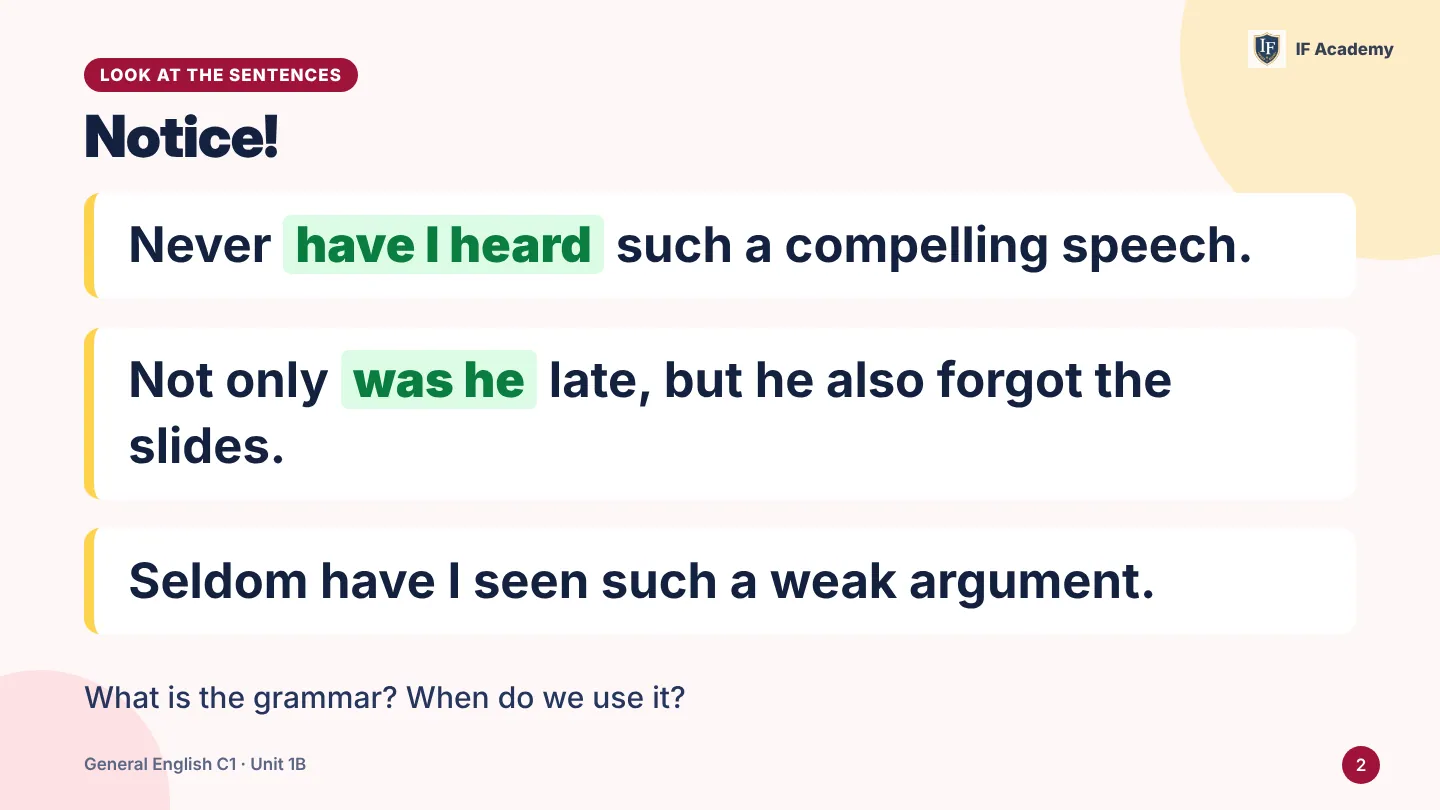 IF
IF Academy
LOOK AT THE SENTENCES
Notice!
Never have I heard such a compelling speech.
Not only was he late, but he also forgot the
slides.
Seldom have I seen such a weak argument.
What is the grammar? When do we use it?
General English C1 · Unit 1B
2